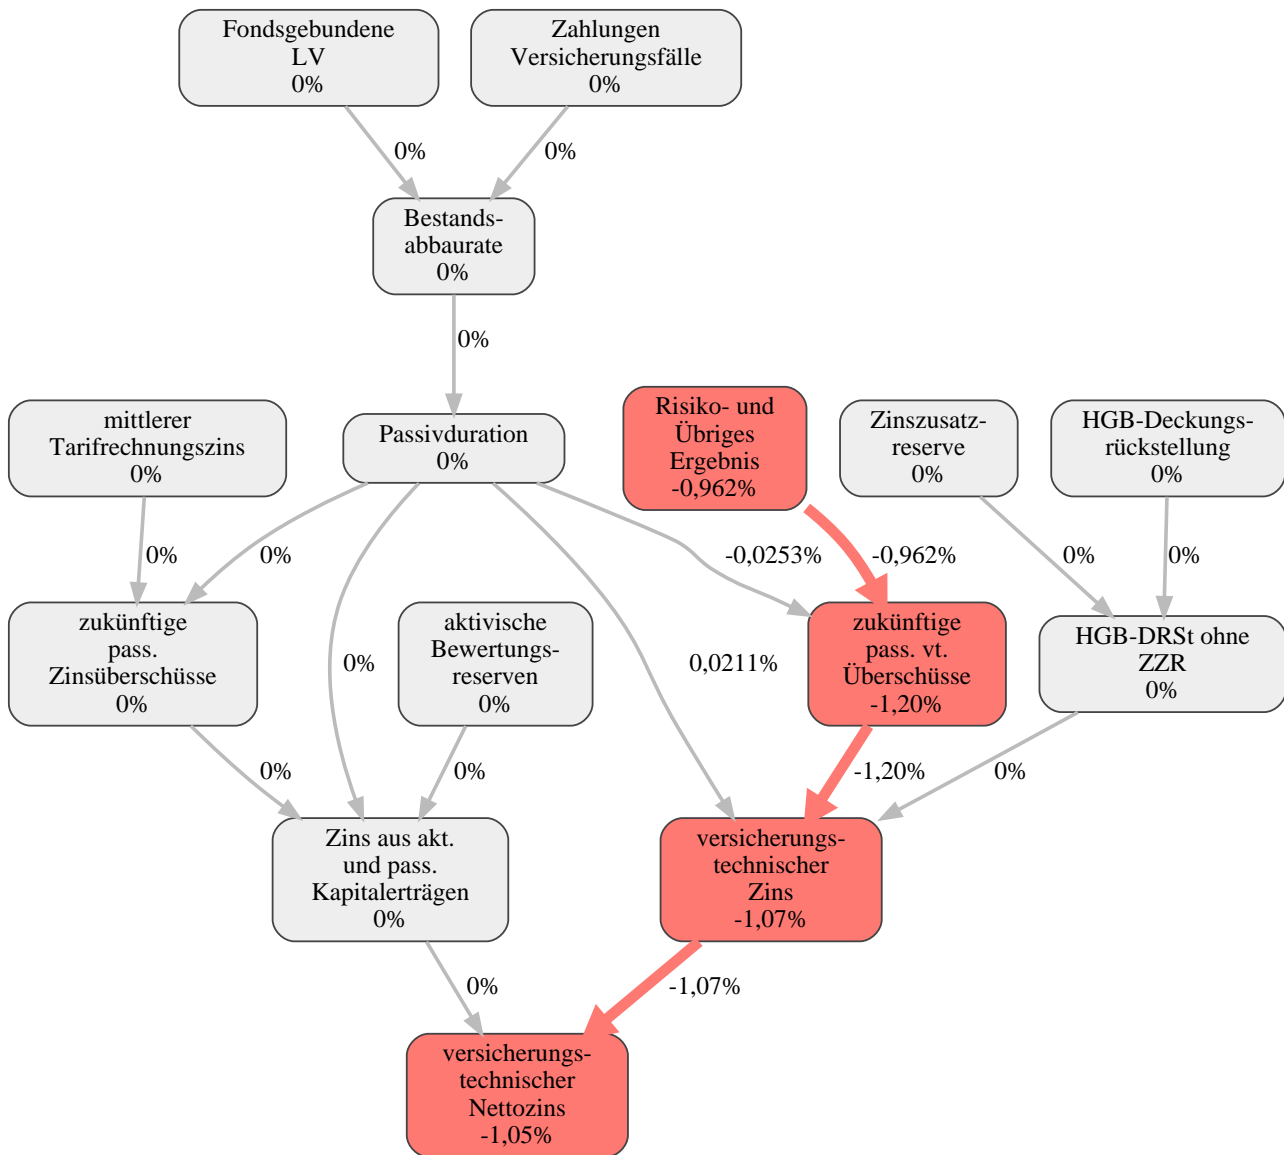 Fondsgebundene
LV
0%
Zahlungen
Versicherungsfälle
0%
0%
0%
Bestands-
abbaurate
0%
0%
mittlerer
Tarifrechnungszins
0%
Passivduration
0%
Risiko- und
Übriges
Ergebnis
-0,962%
Zinszusatz-
reserve
0%
HGB-Deckungs-
rückstellung
0%
0%
0%
-0,0253%
-0,962%
0%
0%
zukünftige
pass.
Zinsüberschüsse
0%
0%
aktivische
Bewertungs-
reserven
0%
0,0211%
zukünftige
pass. vt.
Überschüsse
-1,20%
HGB-DRSt ohne
ZZR
0%
0%
0%
-1,20%
0%
Zins aus akt.
und pass.
Kapitalerträgen
0%
versicherungs-
technischer
Zins
-1,07%
0%
-1,07%
versicherungs-
technischer
Nettozins
-1,05%